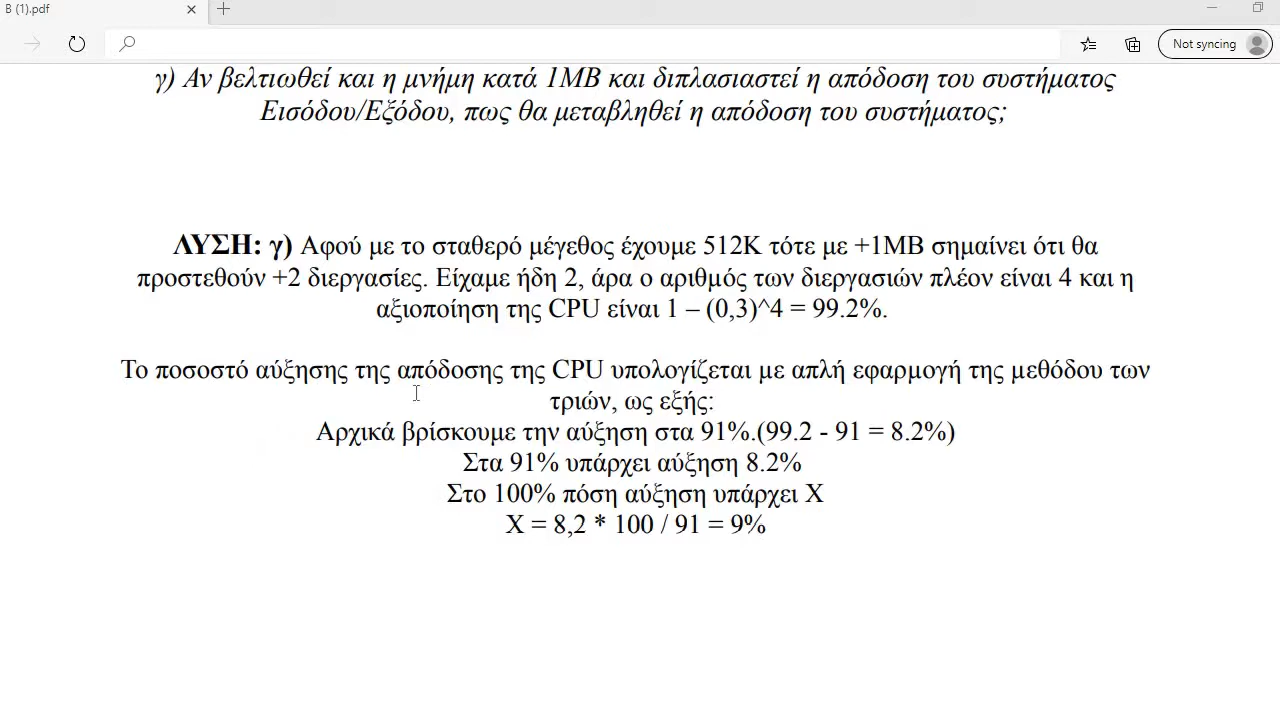 B (1).pdf
Not syncing
γ) Αν βελτιωθεί και η μνήμη κατά 1MB και διπλασιαστεί η απόδοση του συστήματος
Εισόδου/Εξόδου, πως θα μεταβληθεί η απόδοση του συστήματος;
ΛΥΣΗ: γ) Αφού με το σταθερό μέγεθος έχουμε 512Κ τότε με +1MB σημαίνει ότι θα
προστεθούν +2 διεργασίες. Είχαμε ήδη 2, άρα ο αριθμός των διεργασιών πλέον είναι 4 και η
αξιοποίηση της CPU είναι 1 – (0,3)^4 = 99.2%.
Το ποσοστό αύξησης της απόδοσης της CPU υπολογίζεται με απλή εφαρμογή της μεθόδου των
τριών, ως εξής:
Αρχικά βρίσκουμε την αύξηση στα 91%.(99.2 - 91 = 8.2%)
Στα 91% υπάρχει αύξηση 8.2%
Στο 100% πόση αύξηση υπάρχει Χ
Χ = 8,2 * 100 / 91 = 9%